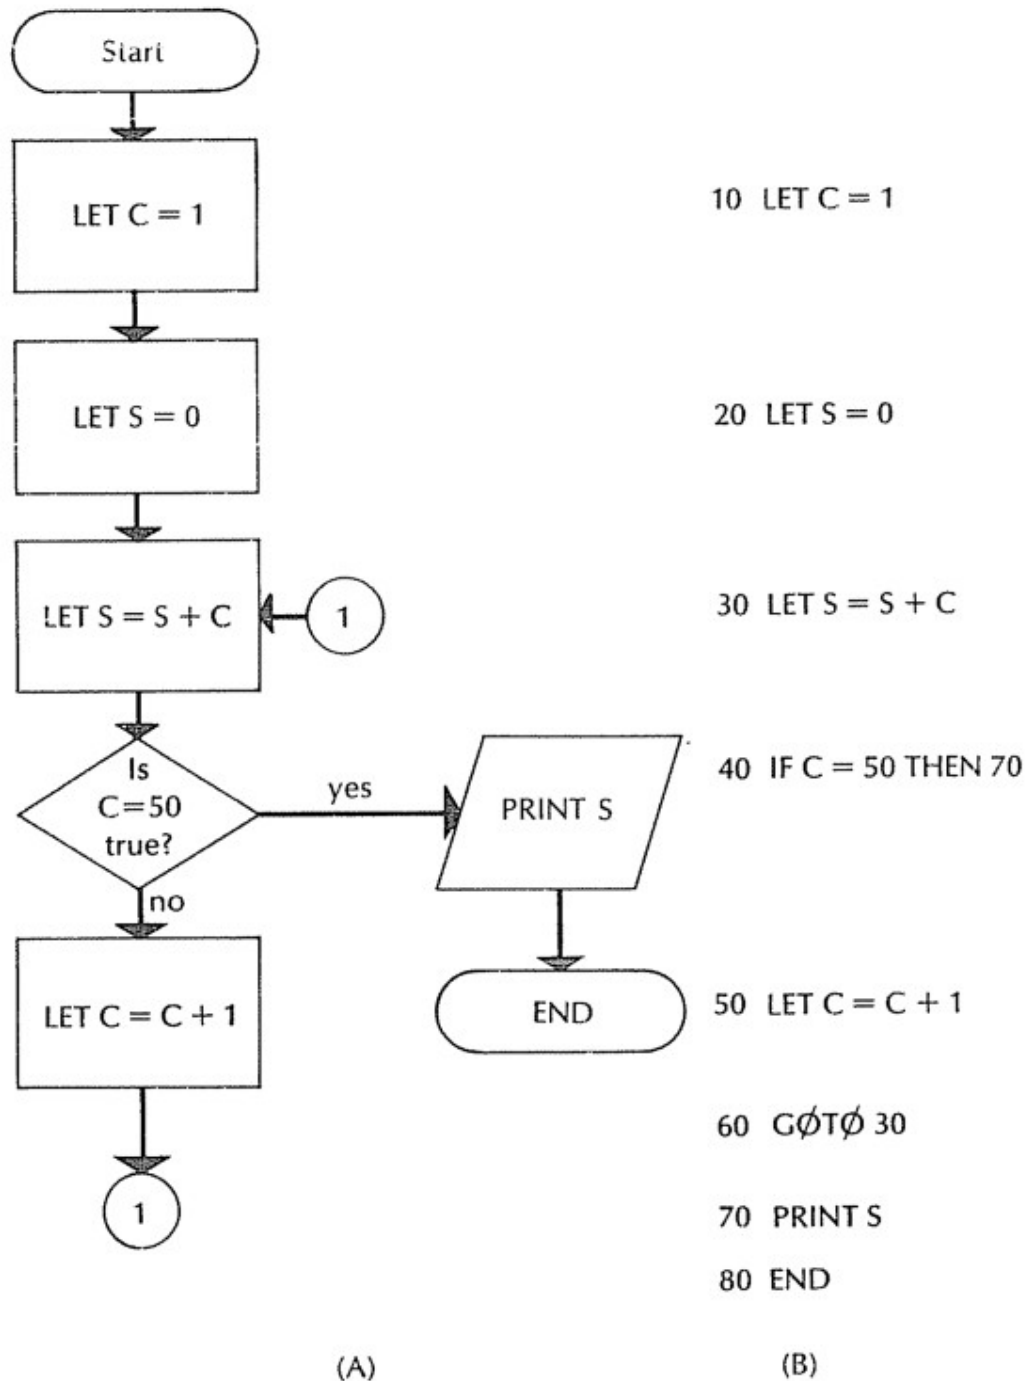 Start
LET C = 1
LET S = 0
LET S = S + C
1
Is
C=50
true?
yes
PRINT S
no
LET C = C + 1
END
1
(A)
10 LET C = 1
20 LET S = 0
30 LET S = S + C
40 IF C = 50 THEN 70
50 LET C = C + 1
60 GØTØ 30
70 PRINT S
80 END
(B)